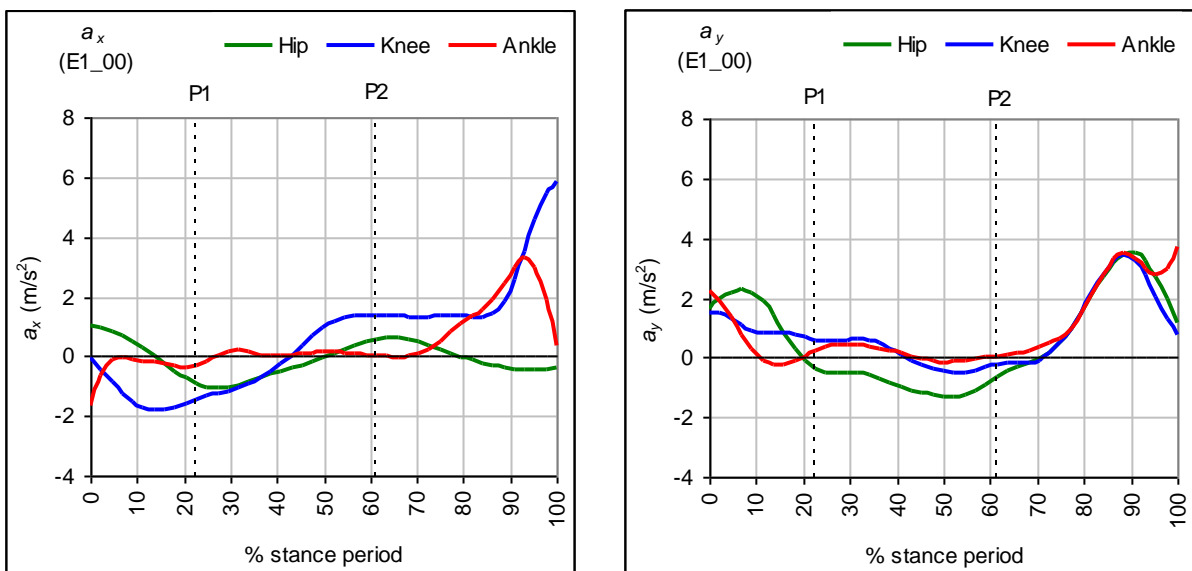 a x
(E1_00)
Hip Knee Ankle
P1 P2
8
6
4
2
0
-2
-4
a x (m/s²)
0 10 20 30 40 50 60 70 80 90 100
% stance period
a y
(E1_00)
Hip Knee Ankle
P1 P2
8
6
4
2
0
-2
-4
a y (m/s²)
0 10 20 30 40 50 60 70 80 90 100
% stance period